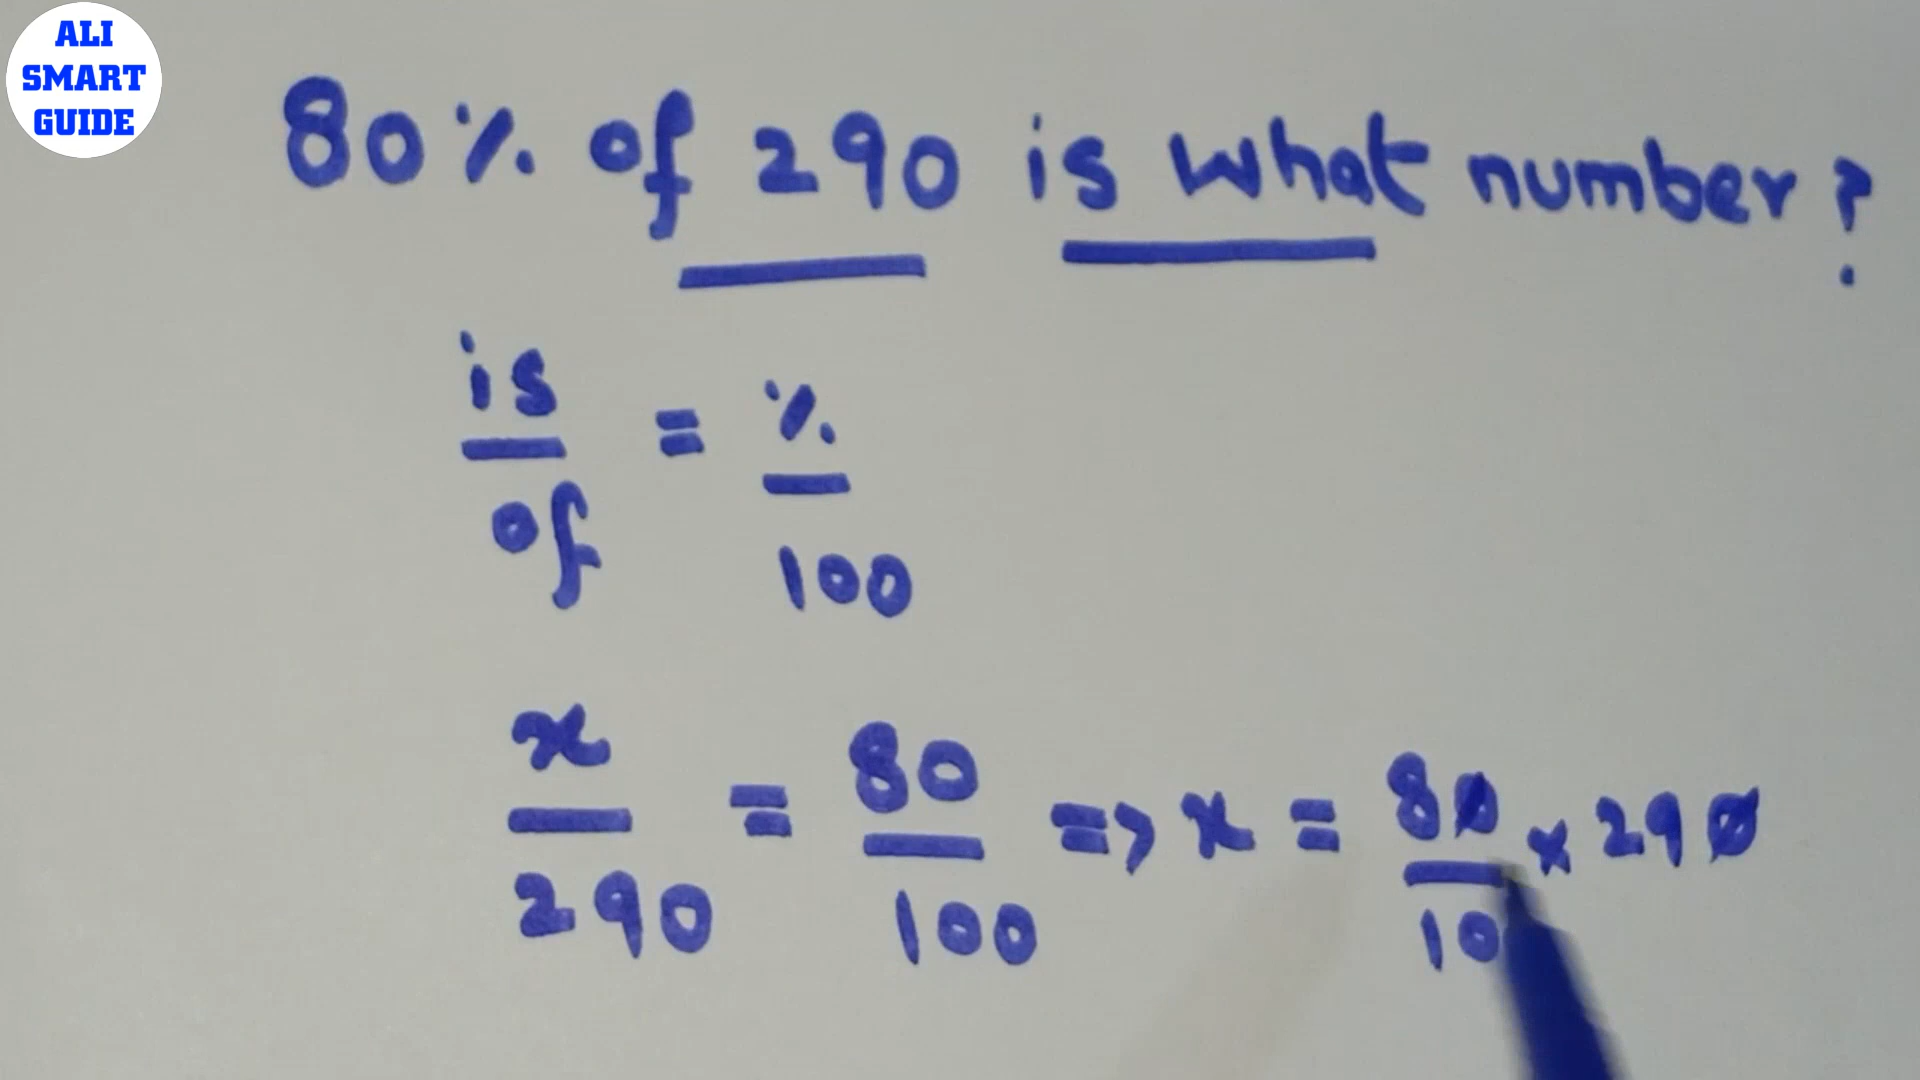 ALI
SMART
GUIDE
80% of 290 is what number?
is/of = %/100
x/290 = 80/100 => x = 80/10 × 290